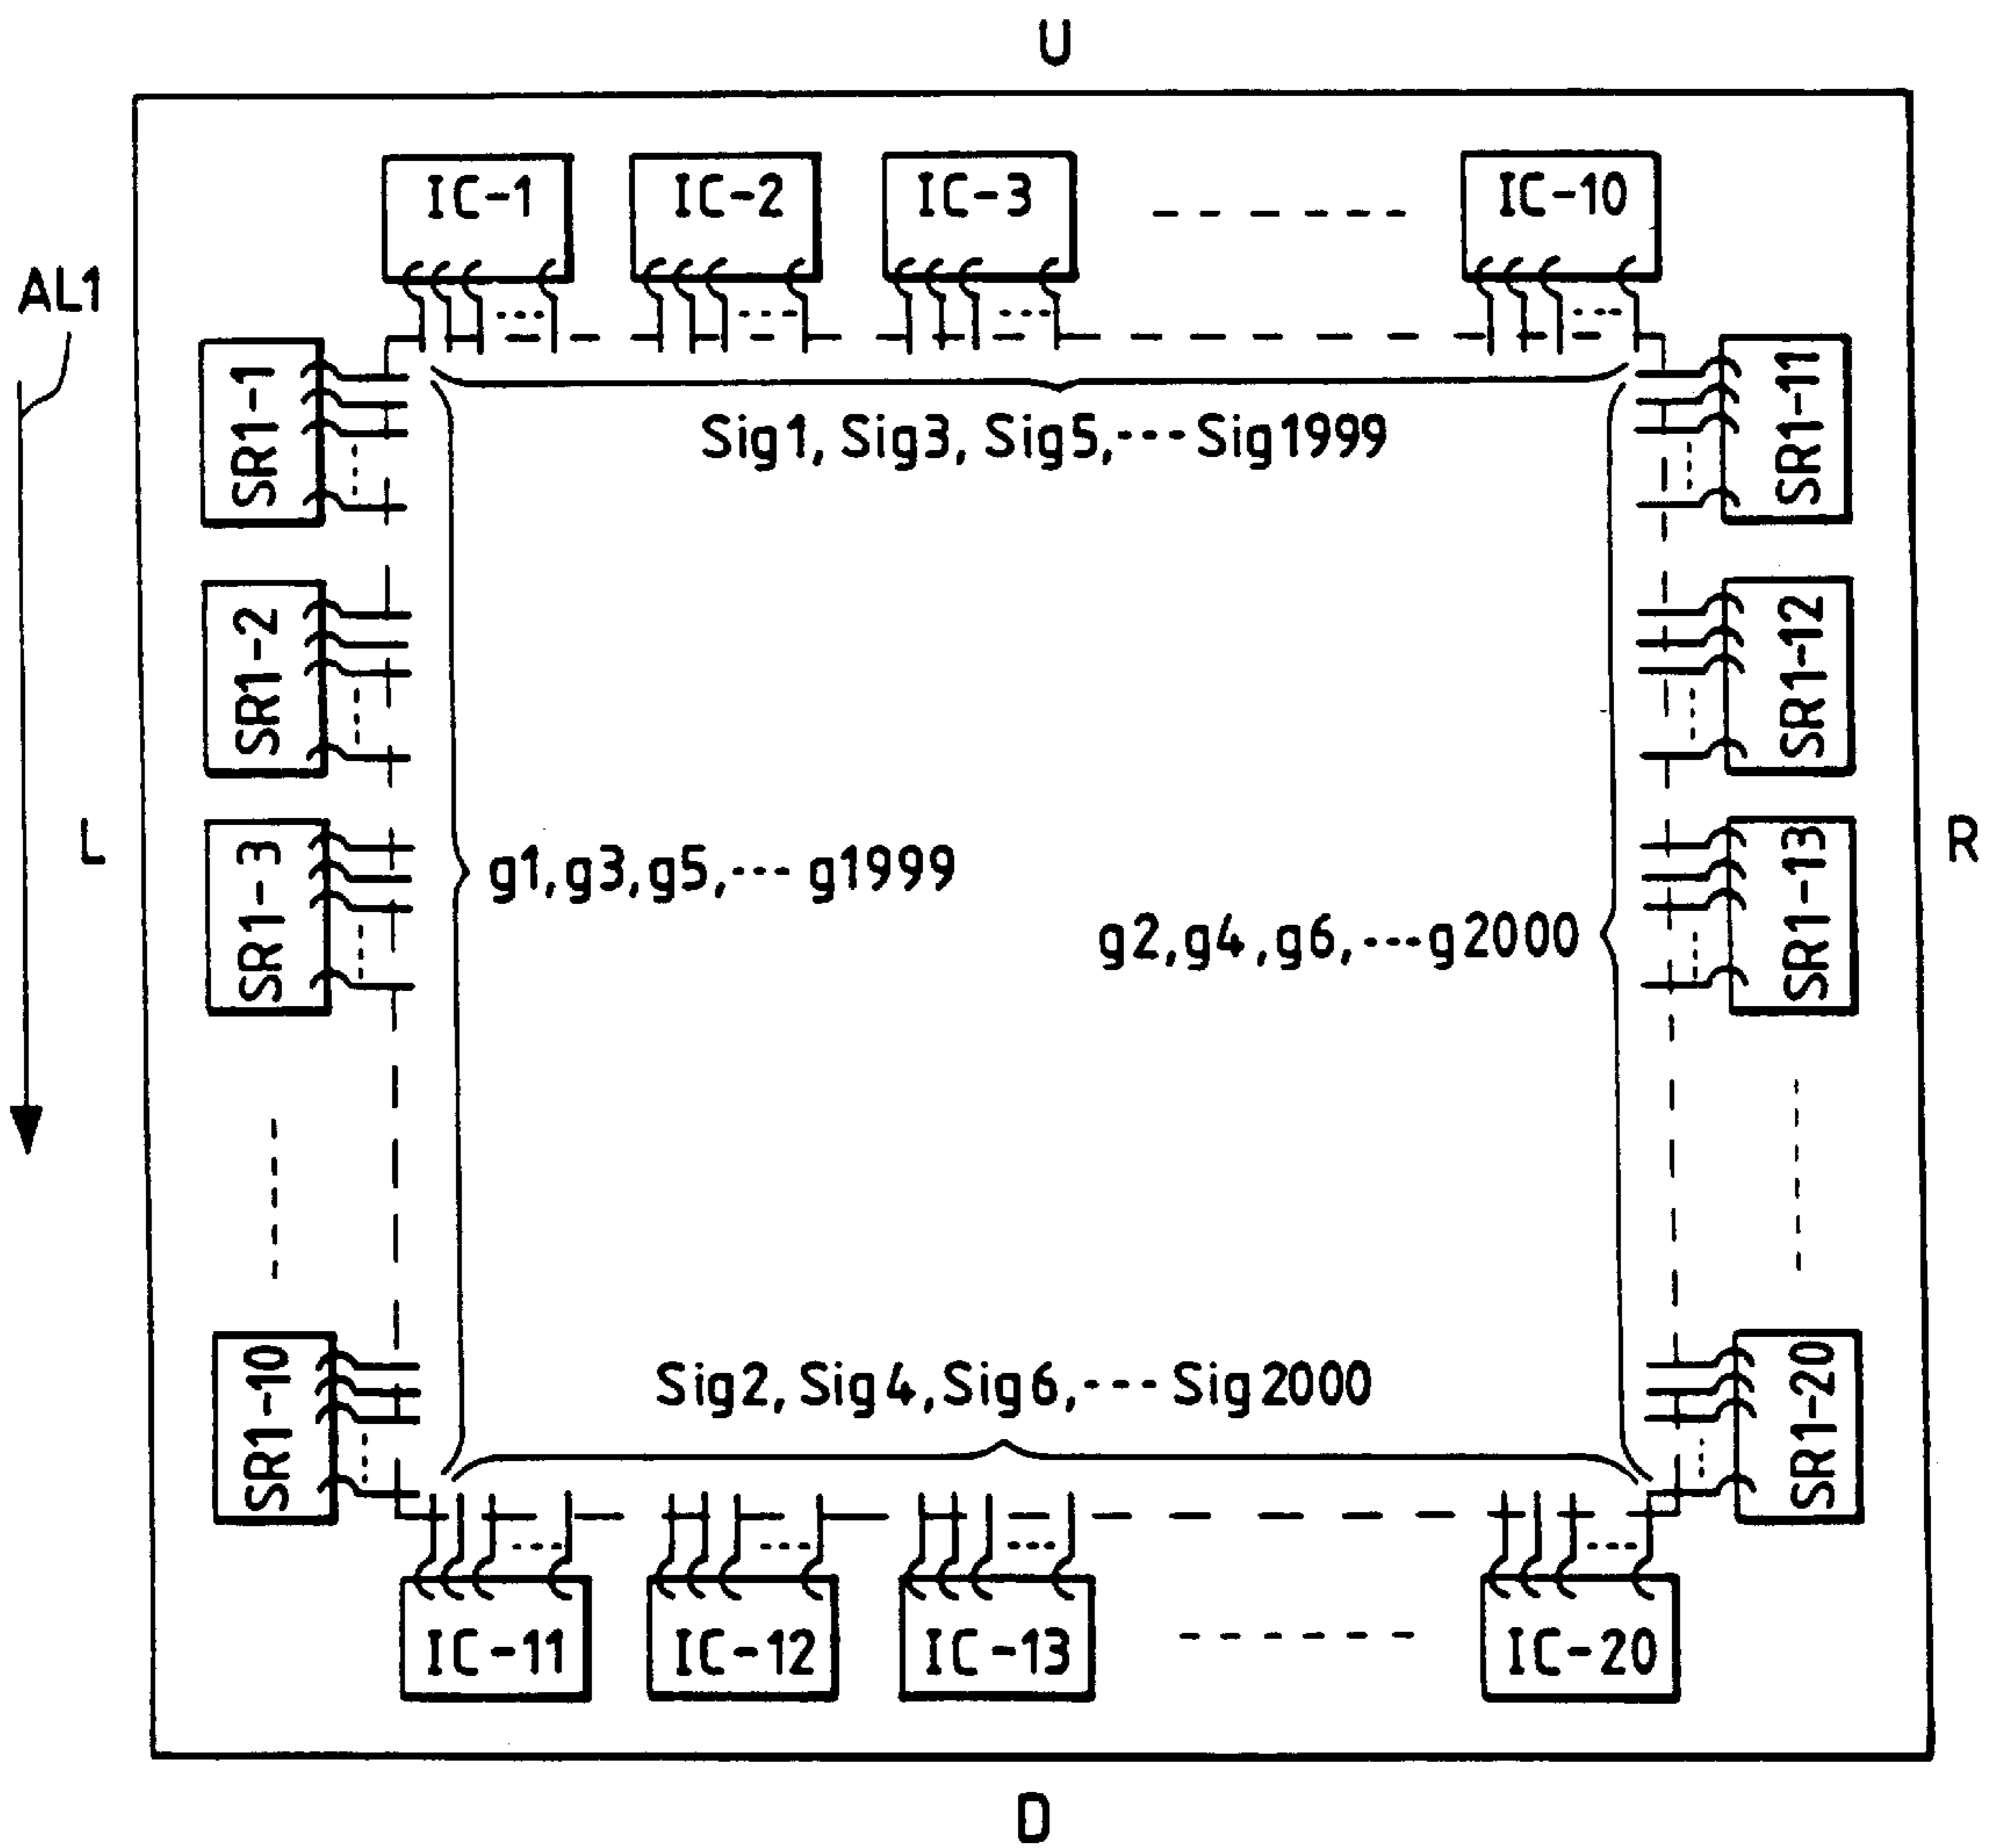 U
IC-1 IC-2 IC-3 IC-10
AL1
SR1-1
SR1-11
Sig1, Sig3, Sig5,--- Sig1999
SR1-2
SR1-12
L
R
SR1-3
SR1-13
g1,g3,g5,--- g1999
g2,g4,g6,---g2000
SR1-10
SR1-20
Sig2, Sig4,Sig6,--- Sig2000
IC-11 IC-12 IC-13 IC-20
D